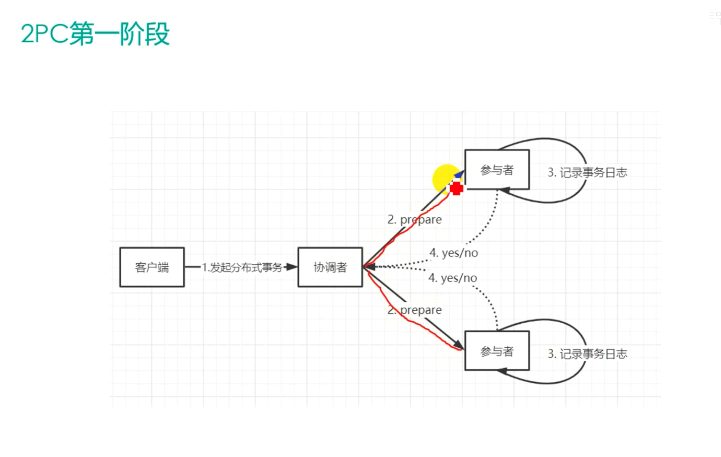 2PC第一阶段
参与者
3. 记录事务日志
2. prepare
4. yes/no
客户端
1.发起分布式事务
协调者
4. yes/no
2. prepare
参与者
3. 记录事务日志